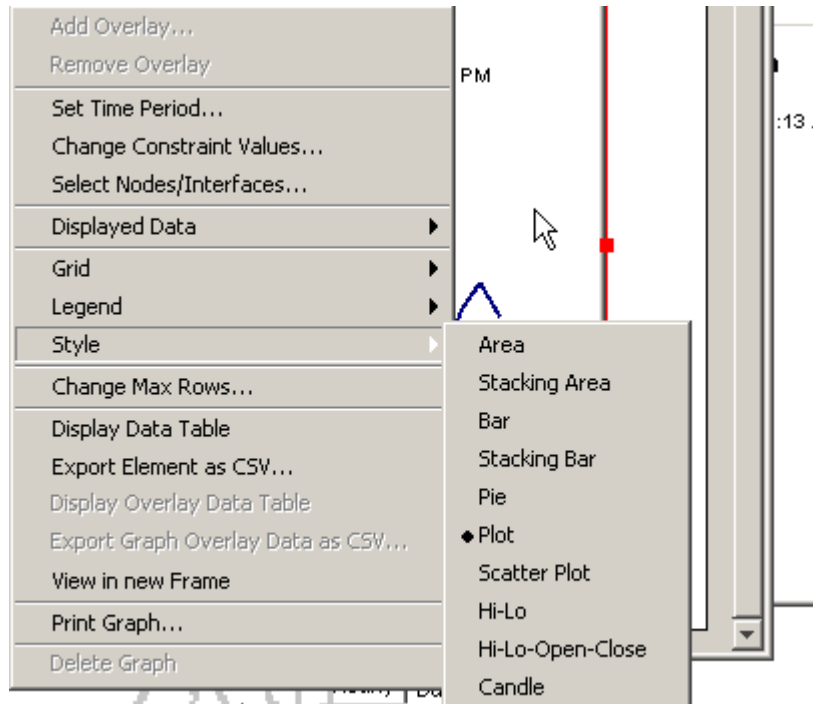 Add Overlay...
Remove Overlay
PM
Set Time Period...
:13
Change Constraint Values...
Select Nodes/Interfaces...
Displayed Data
Grid
Legend
Style
Area
Stacking Area
Change Max Rows...
Bar
Display Data Table
Stacking Bar
Export Element as CSV...
Pie
Display Overlay Data Table
Plot
Export Graph Overlay Data as CSV...
Scatter Plot
View in new Frame
Hi-Lo
Print Graph...
Hi-Lo-Open-Close
Delete Graph
Candle